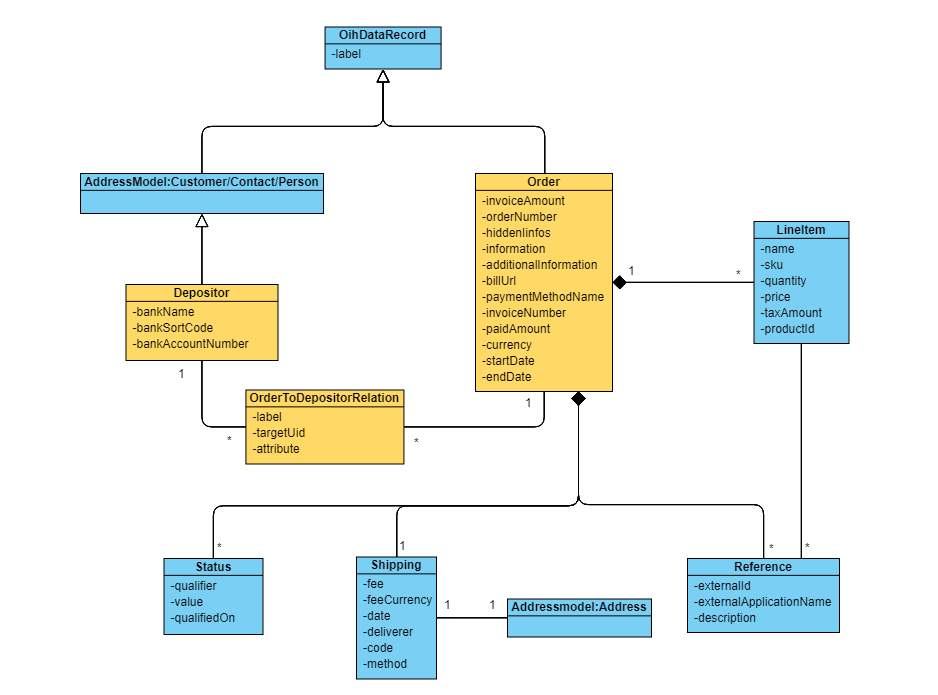 OihDataRecord
-label
AddressModel:Customer/Contact/Person
Order
-invoiceAmount
-orderNumber
-hiddenIinfos
-information
-additionalInformation
-billUrl
-paymentMethodName
-invoiceNumber
-paidAmount
-currency
-startDate
-endDate
LineItem
-name
-sku
-quantity
-price
-taxAmount
-productId
1
*
Depositor
-bankName
-bankSortCode
-bankAccountNumber
1
*
OrderToDepositorRelation
-label
-targetUid
-attribute
1
*
*
1
*
*
Status
-qualifier
-value
-qualifiedOn
Shipping
-fee
-feeCurrency
-date
-deliverer
-code
-method
1
1
Addressmodel:Address
Reference
-externalId
-externalApplicationName
-description